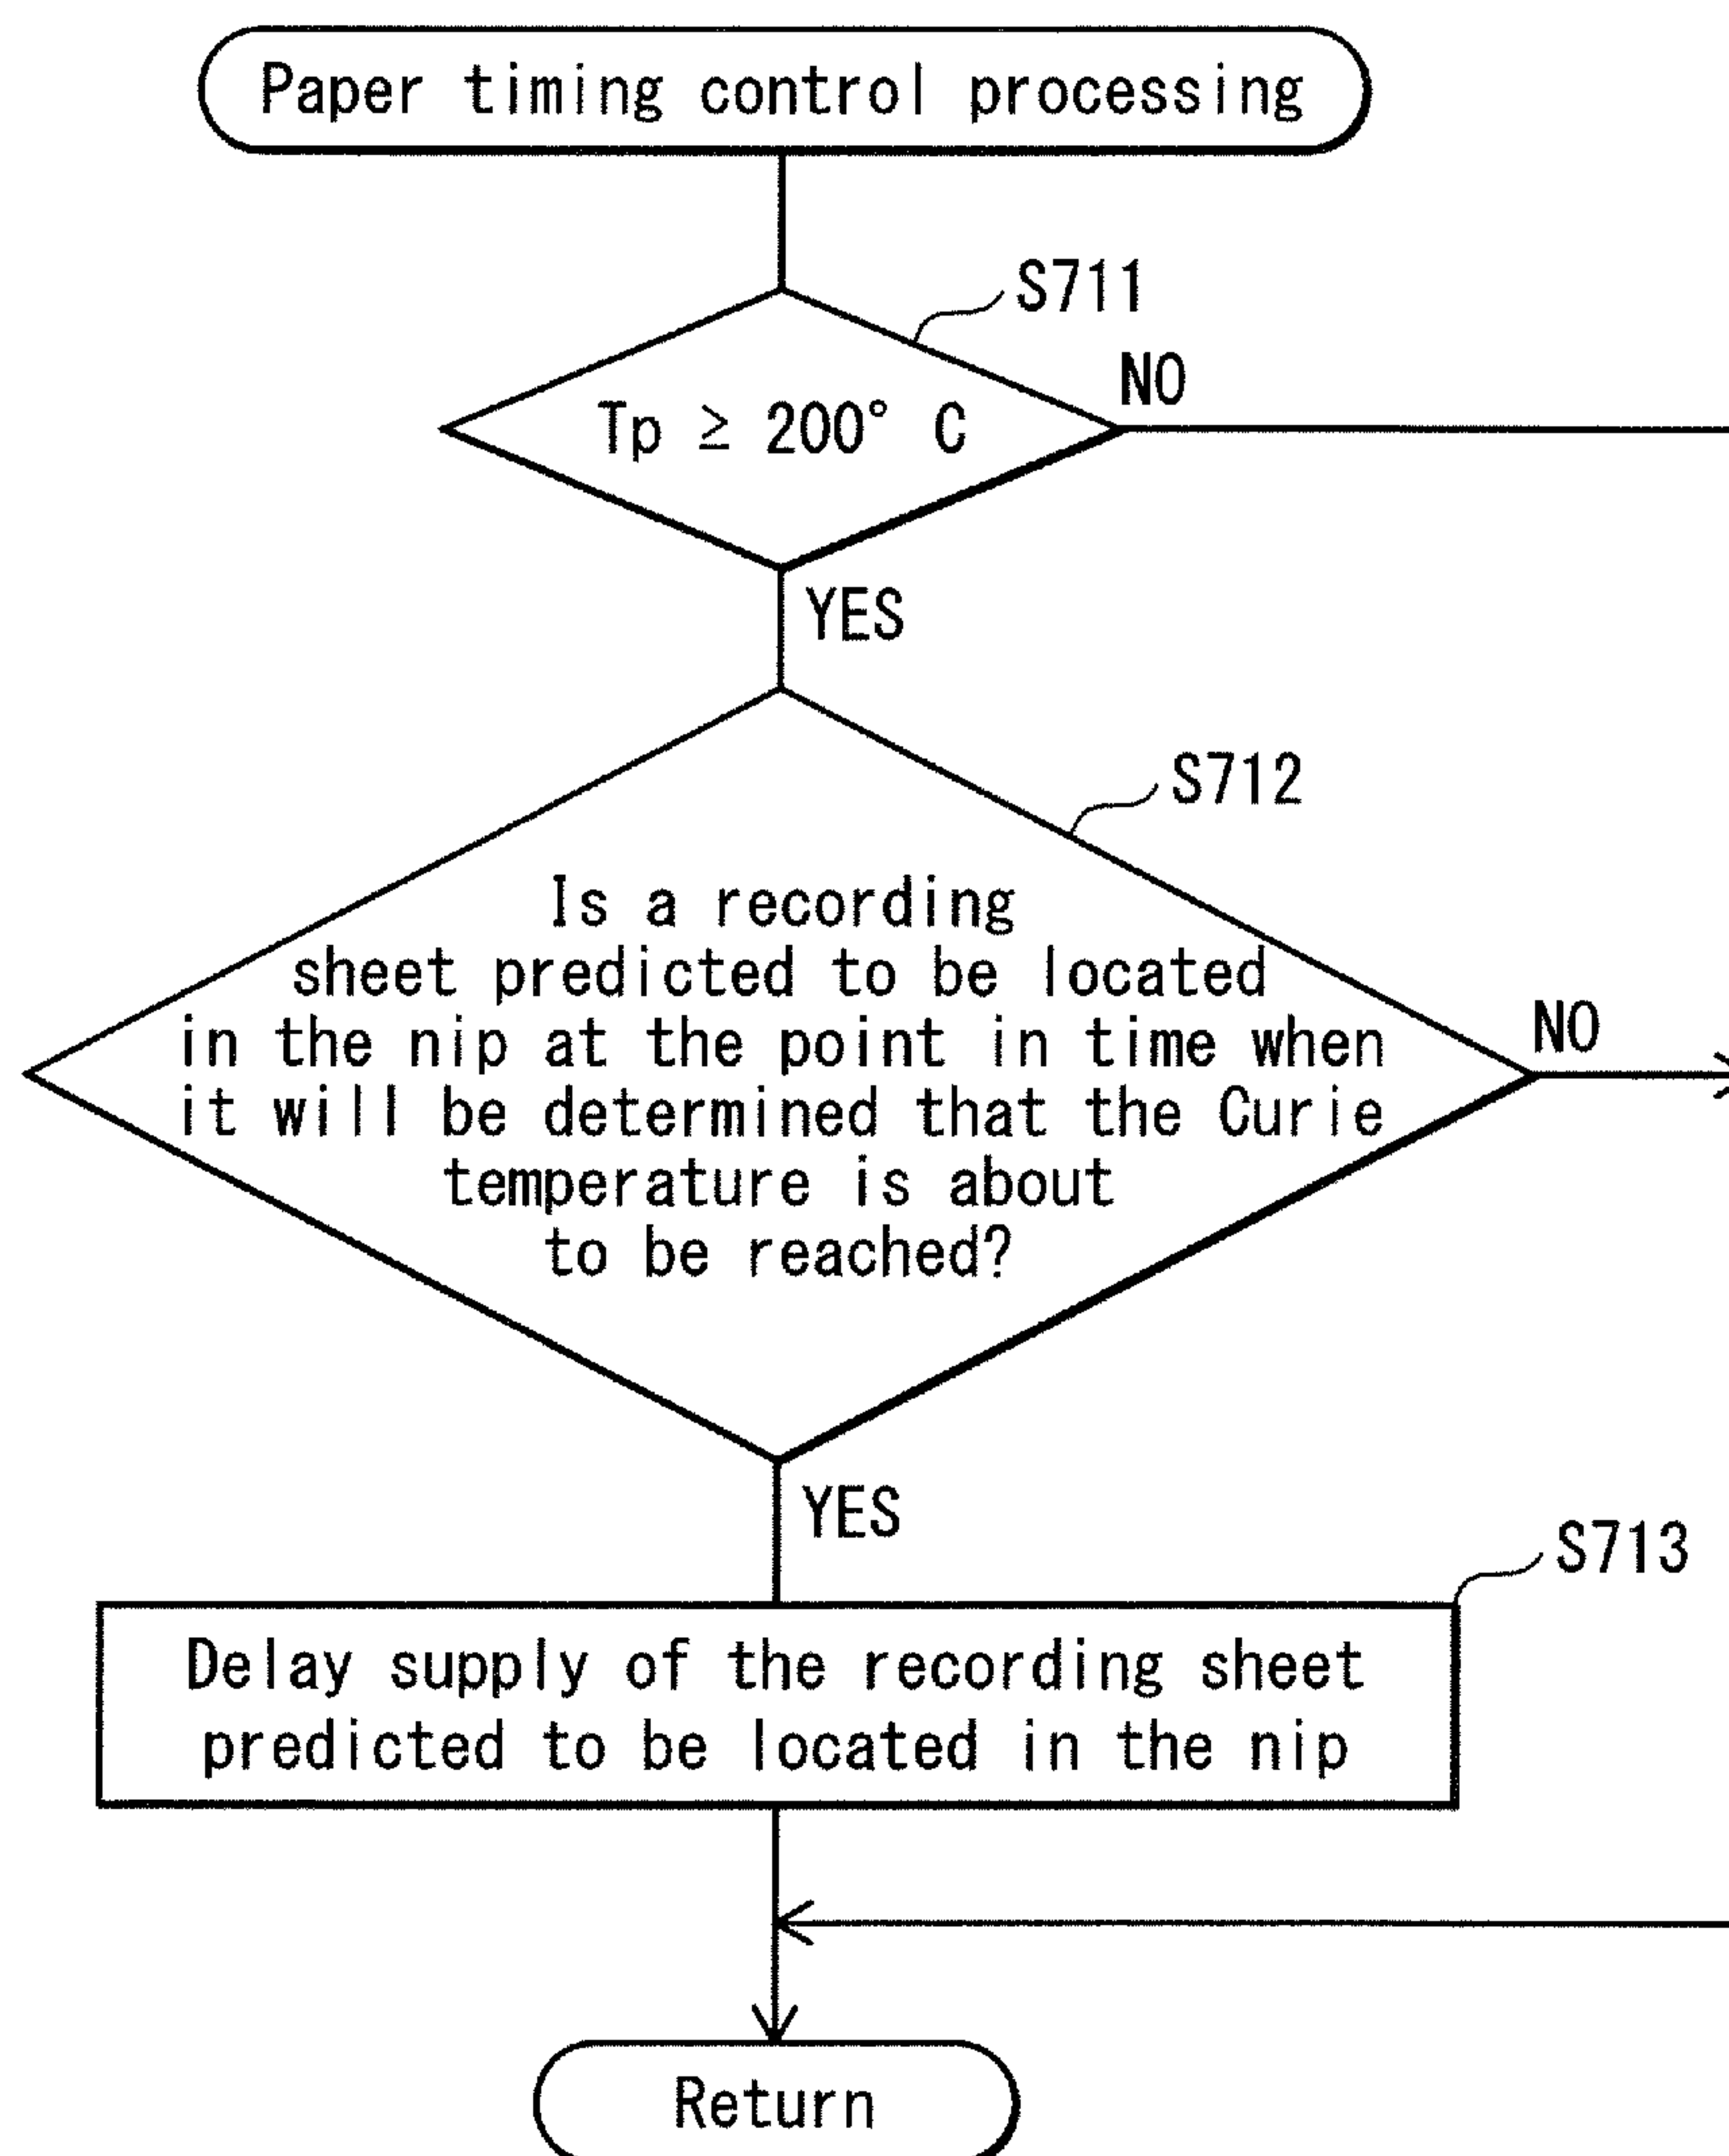 Paper timing control processing
S711
NO
Tp ≥ 200° C
YES
S712
Is a recording
sheet predicted to be located
in the nip at the point in time when
it will be determined that the Curie
temperature is about
to be reached?
NO
YES
S713
Delay supply of the recording sheet
predicted to be located in the nip
Return